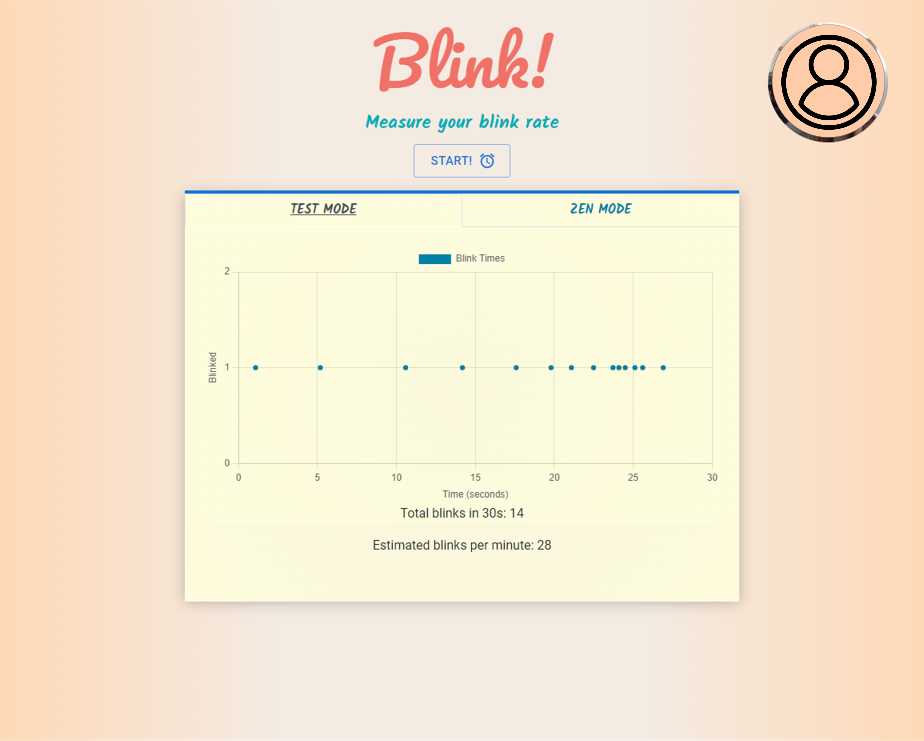 Blink!
Measure your blink rate
START!
TEST MODE
ZEN MODE
Blink Times
2
1
0
Blinked
0 5 10 15 20 25 30
Time (seconds)
Total blinks in 30s: 14
Estimated blinks per minute: 28